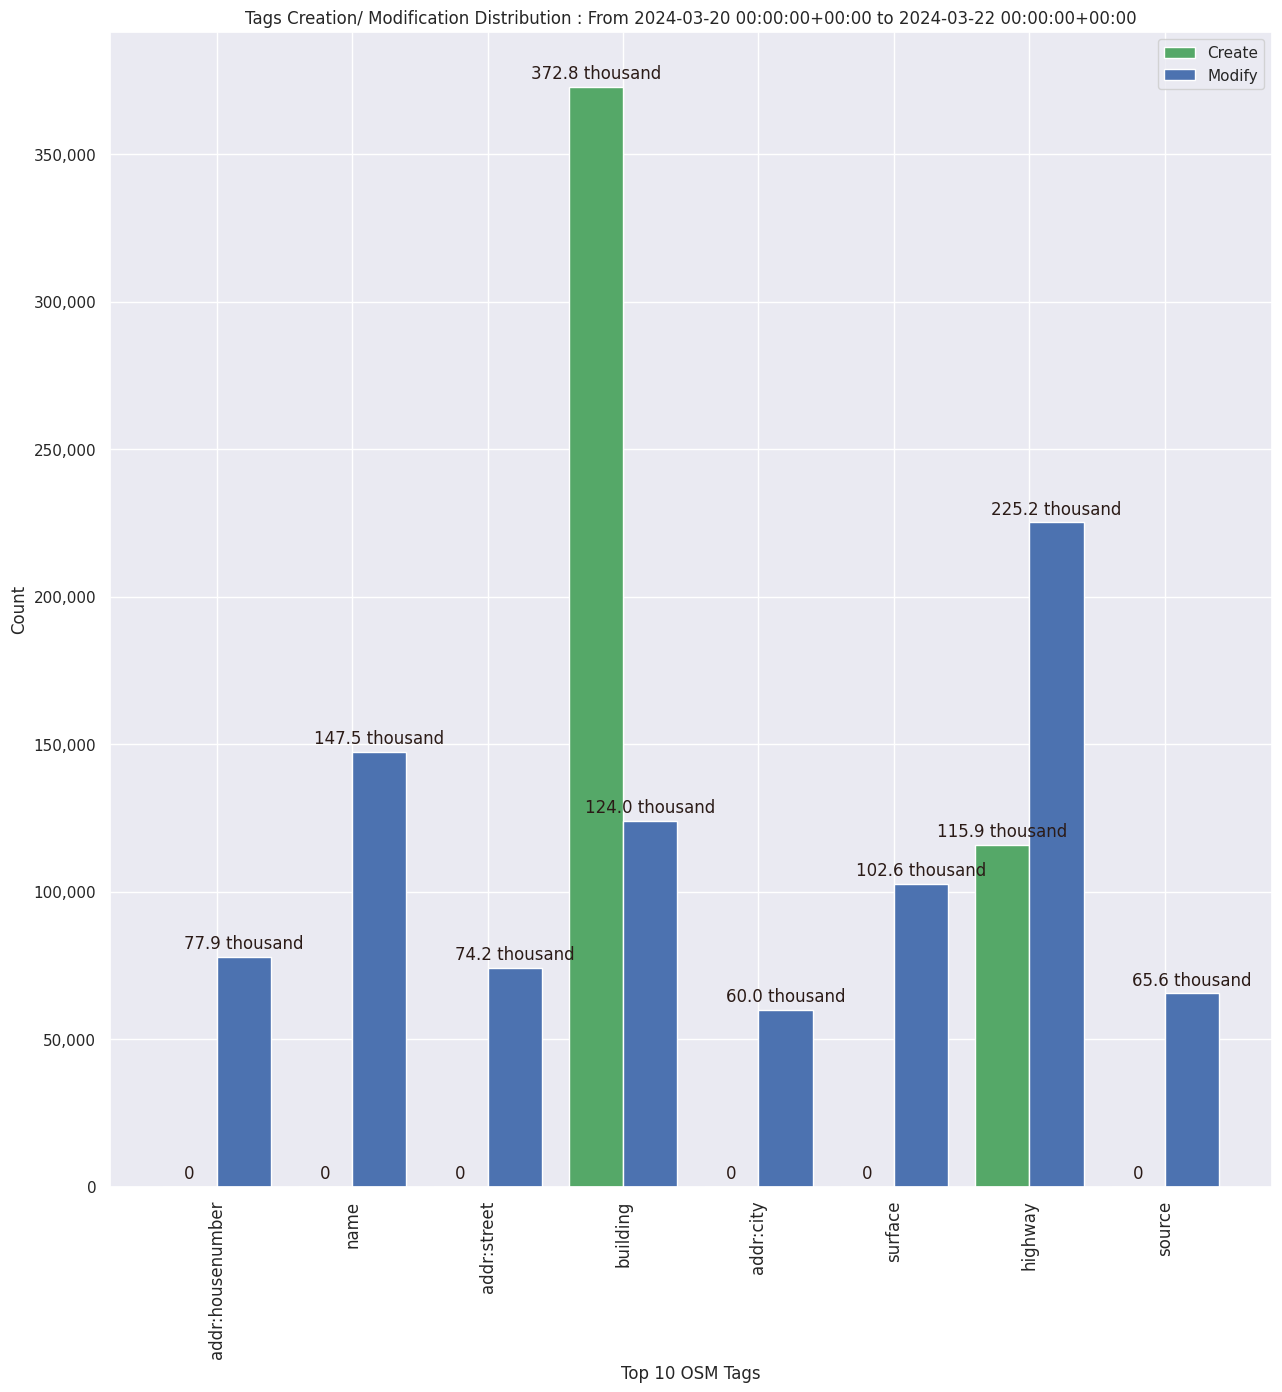 Tags Creation/ Modification Distribution : From 2024-03-20 00:00:00+00:00 to 2024-03-22 00:00:00+00:00
Create
Modify
372.8 thousand
350,000
300,000
250,000
225.2 thousand
200,000
Count
150,000
147.5 thousand
124.0 thousand
115.9 thousand
102.6 thousand
100,000
77.9 thousand
74.2 thousand
65.6 thousand
60.0 thousand
50,000
0
0
0
0
0
0
0
addr:housenumber
name
addr:street
building
addr:city
surface
highway
source
Top 10 OSM Tags